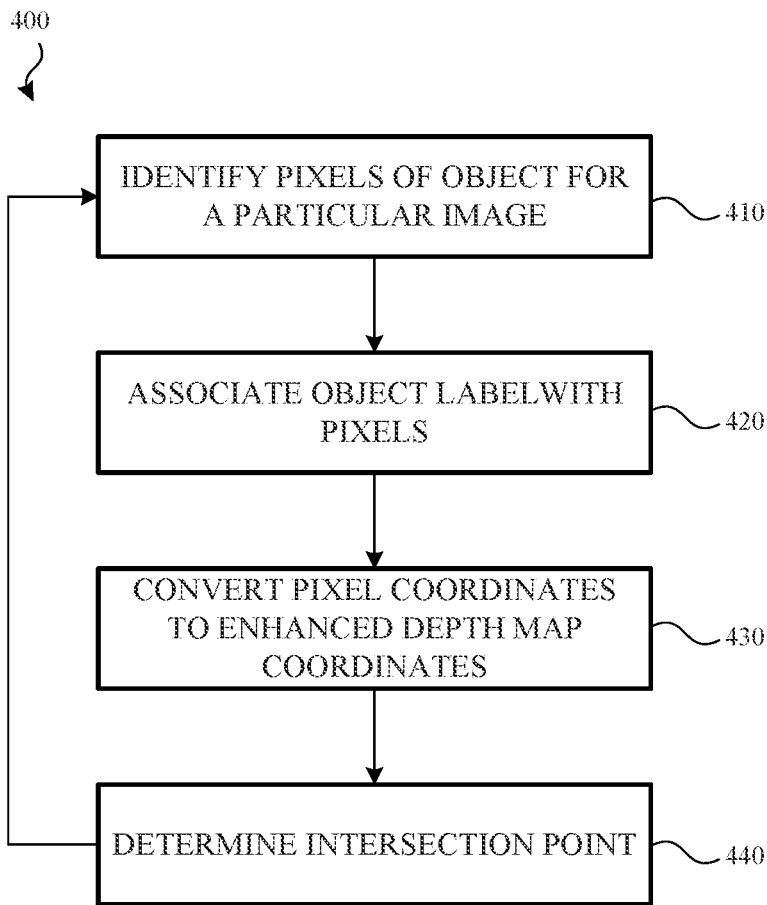 400
IDENTIFY PIXELS OF OBJECT FOR
A PARTICULAR IMAGE
410
ASSOCIATE OBJECT LABELWITH
PIXELS
420
CONVERT PIXEL COORDINATES
TO ENHANCED DEPTH MAP
COORDINATES
430
DETERMINE INTERSECTION POINT
440